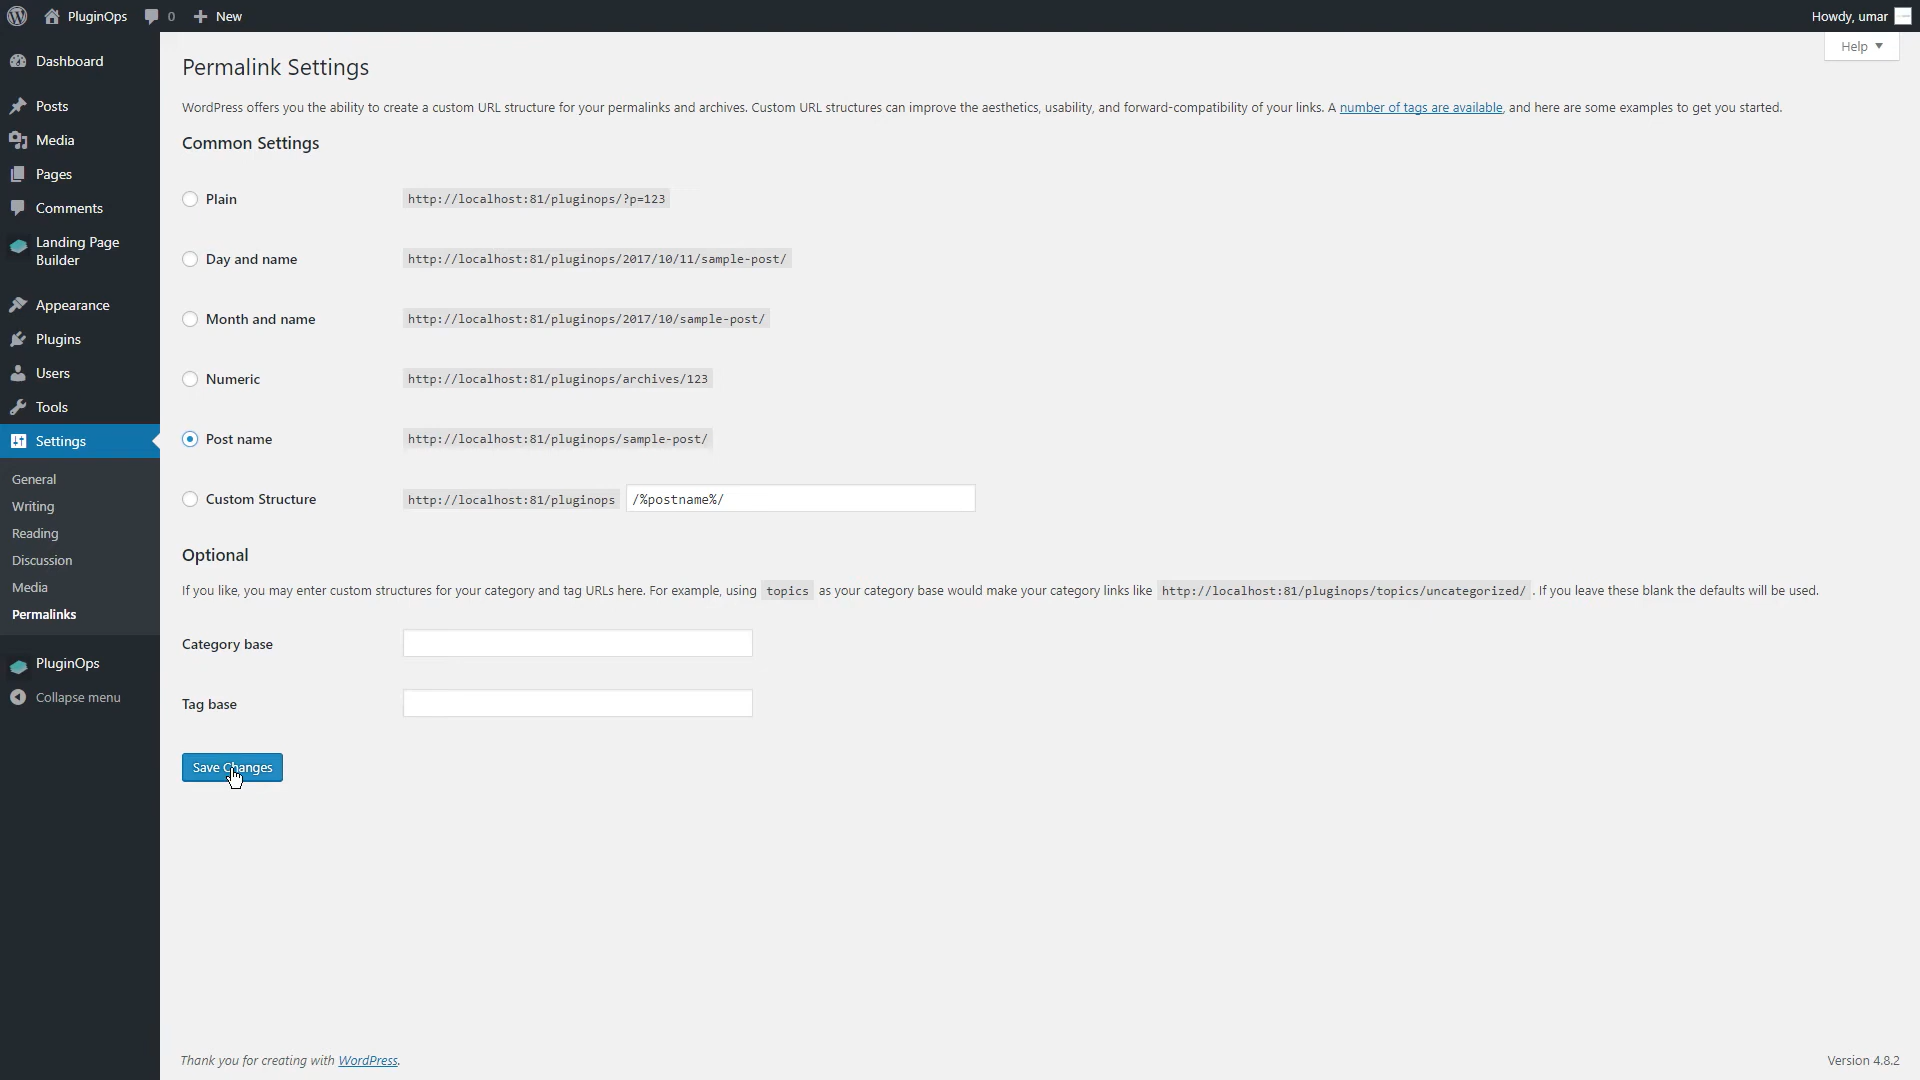 PluginOps
0
New
Howdy, umar
Help
Dashboard
Posts
Media
Pages
Comments
Landing Page
Builder
Appearance
Plugins
Users
Tools
Settings
General
Writing
Reading
Discussion
Media
Permalinks
PluginOps
Collapse menu
Permalink Settings
WordPress offers you the ability to create a custom URL structure for your permalinks and archives. Custom URL structures can improve the aesthetics, usability, and forward-compatibility of your links. A number of tags are available, and here are some examples to get you started.
Common Settings
Plain http://localhost:81/pluginops/?p=123
Day and name http://localhost:81/pluginops/2017/10/11/sample-post/
Month and name http://localhost:81/pluginops/2017/10/sample-post/
Numeric http://localhost:81/pluginops/archives/123
Post name http://localhost:81/pluginops/sample-post/
Custom Structure http://localhost:81/pluginops /%postname%/
Optional
If you like, you may enter custom structures for your category and tag URLs here. For example, using topics as your category base would make your category links like http://localhost:81/pluginops/topics/uncategorized/ . If you leave these blank the defaults will be used.
Category base
Tag base
Save Changes
Thank you for creating with WordPress.
Version 4.8.2